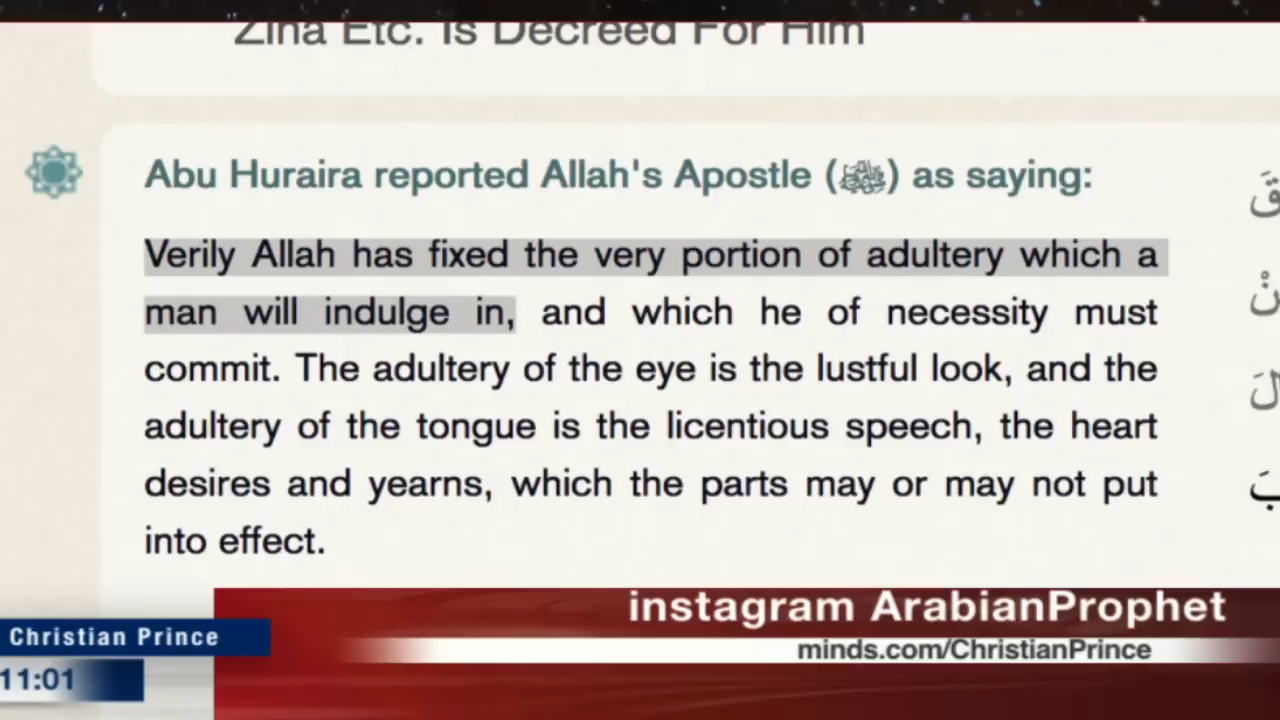 Zina Etc. Is Decreed For Him
Abu Huraira reported Allah's Apostle (ﷺ) as saying:
Verily Allah has fixed the very portion of adultery which a
man will indulge in, and which he of necessity must
commit. The adultery of the eye is the lustful look, and the
adultery of the tongue is the licentious speech, the heart
desires and yearns, which the parts may or may not put
into effect.
instagram ArabianProphet
Christian Prince
minds.com/ChristianPrince
11:01